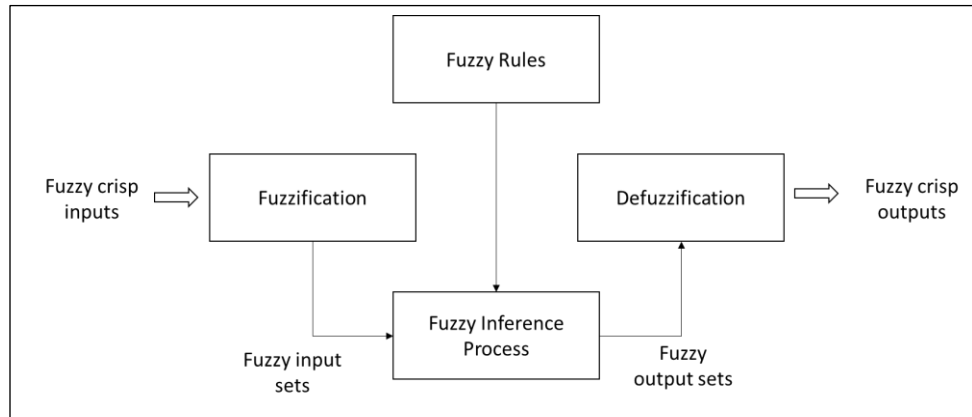 Fuzzy Rules
Fuzzy crisp
inputs
Fuzzification
Defuzzification
Fuzzy crisp
outputs
Fuzzy Inference
Process
Fuzzy input
sets
Fuzzy
output sets